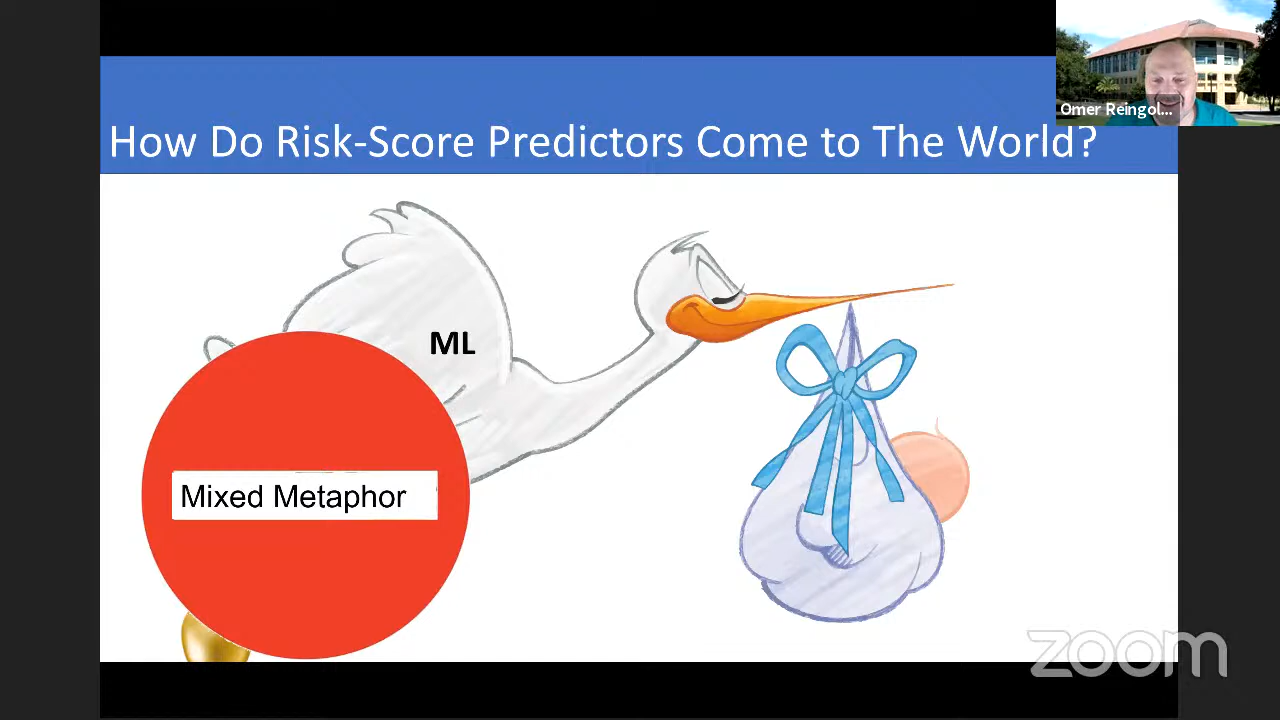 Omer Reingol...
How Do Risk-Score Predictors Come to The World?
ML
Mixed Metaphor
zoom